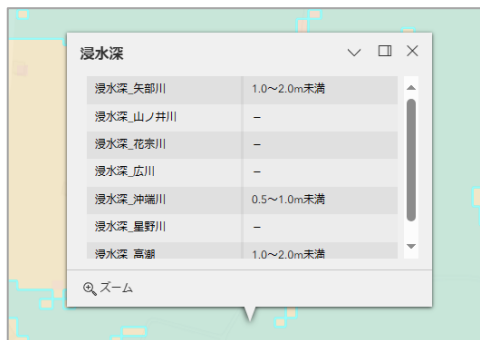 浸水深
浸水深_矢部川 1.0～2.0m未満
浸水深_山ノ井川 –
浸水深_花宗川 –
浸水深_広川 –
浸水深_沖端川 0.5～1.0m未満
浸水深_星野川 –
浸水深_高潮 1.0～2.0m未満
ズーム